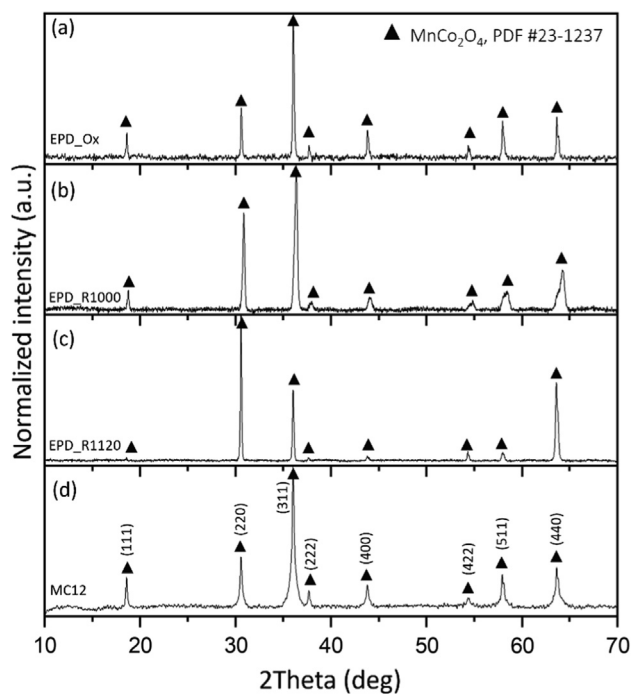 (a)
▲ MnCo₂O₄, PDF #23-1237
EPD_Ox
(b)
EPD_R1000
(c)
EPD_R1120
(d)
(111)
(220)
(311)
(222)
(400)
(422)
(511)
(440)
MC12
10 20 30 40 50 60 70
2Theta (deg)
Normalized intensity (a.u.)